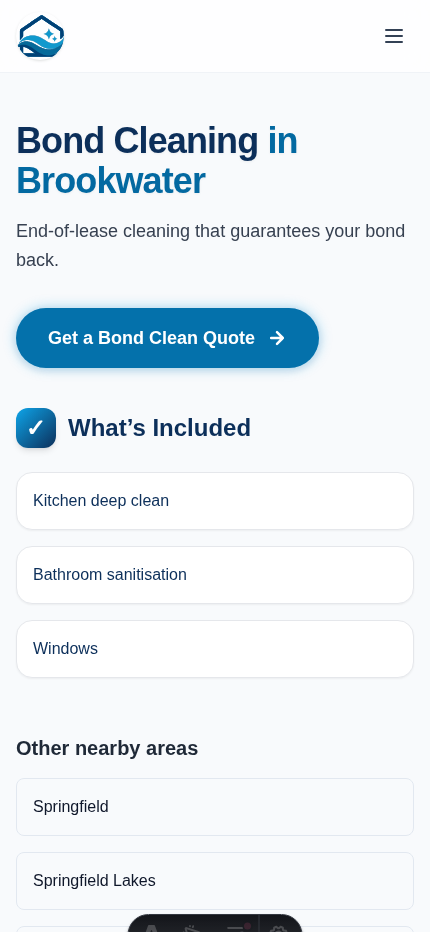 Bond Cleaning in
Brookwater
End-of-lease cleaning that guarantees your bond
back.
Get a Bond Clean Quote →
✓ What’s Included
Kitchen deep clean
Bathroom sanitisation
Windows
Other nearby areas
Springfield
Springfield Lakes